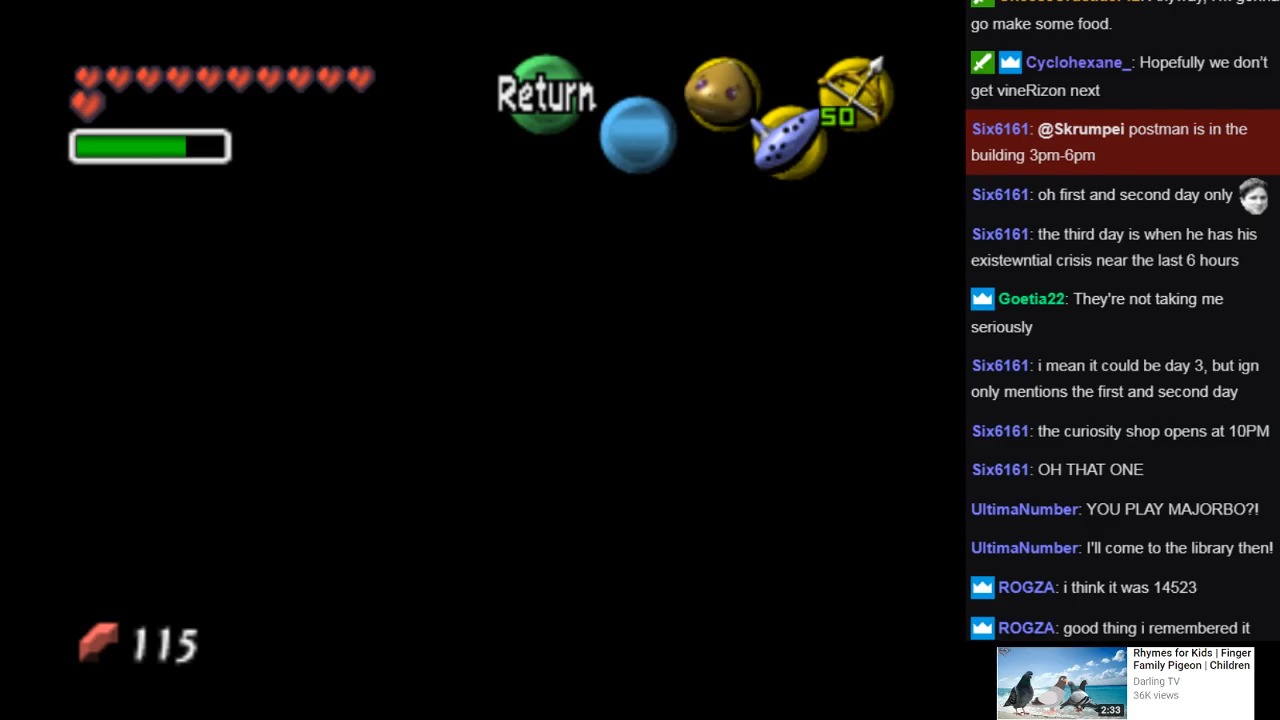 Return
50
115
go make some food.
Cyclohexane_: Hopefully we don't
get vineRizon next
Six6161: @Skrumpei postman is in the
building 3pm-6pm
Six6161: oh first and second day only
Six6161: the third day is when he has his
existewntial crisis near the last 6 hours
Goetia22: They're not taking me
seriously
Six6161: i mean it could be day 3, but ign
only mentions the first and second day
Six6161: the curiosity shop opens at 10PM
Six6161: OH THAT ONE
UltimaNumber: YOU PLAY MAJORBO?!
UltimaNumber: I'll come to the library then!
ROGZA: i think it was 14523
ROGZA: good thing i remembered it
Rhymes for Kids | Finger
Family Pigeon | Children
Darling TV
36K views
2:33